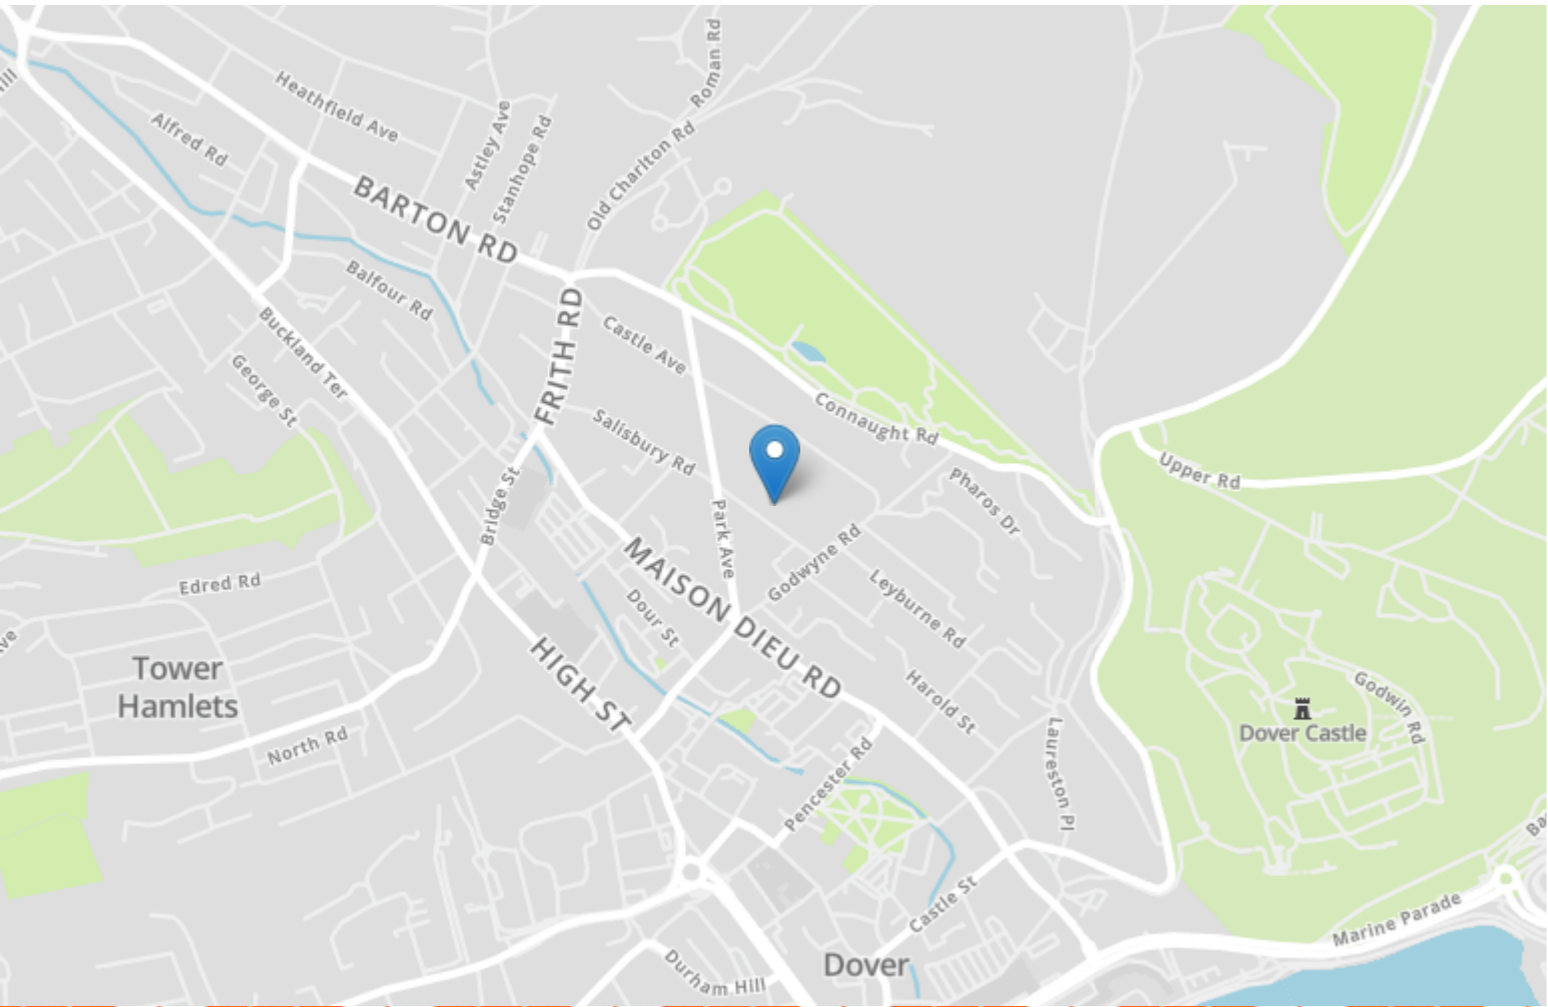 Roman Rd
Heathfield Ave
Astley Ave
Stanhope Rd
Alfred Rd
Old Charlton Rd
BARTON RD
Balfour Rd
FRITH RD
Castle Ave
Buckland Ter
George St
Connaught Rd
Salisbury Rd
Upper Rd
Pharos Dr
Bridge St
Park Ave
Godwyne Rd
MAISON DIEU RD
Edred Rd
Leyburne Rd
Dour St
Tower
Hamlets
HIGH ST
Harold St
Godwin Rd
Dover Castle
North Rd
Laureston Pl
Pencester Rd
Castle St
Marine Parade
Dover
Durham Hill